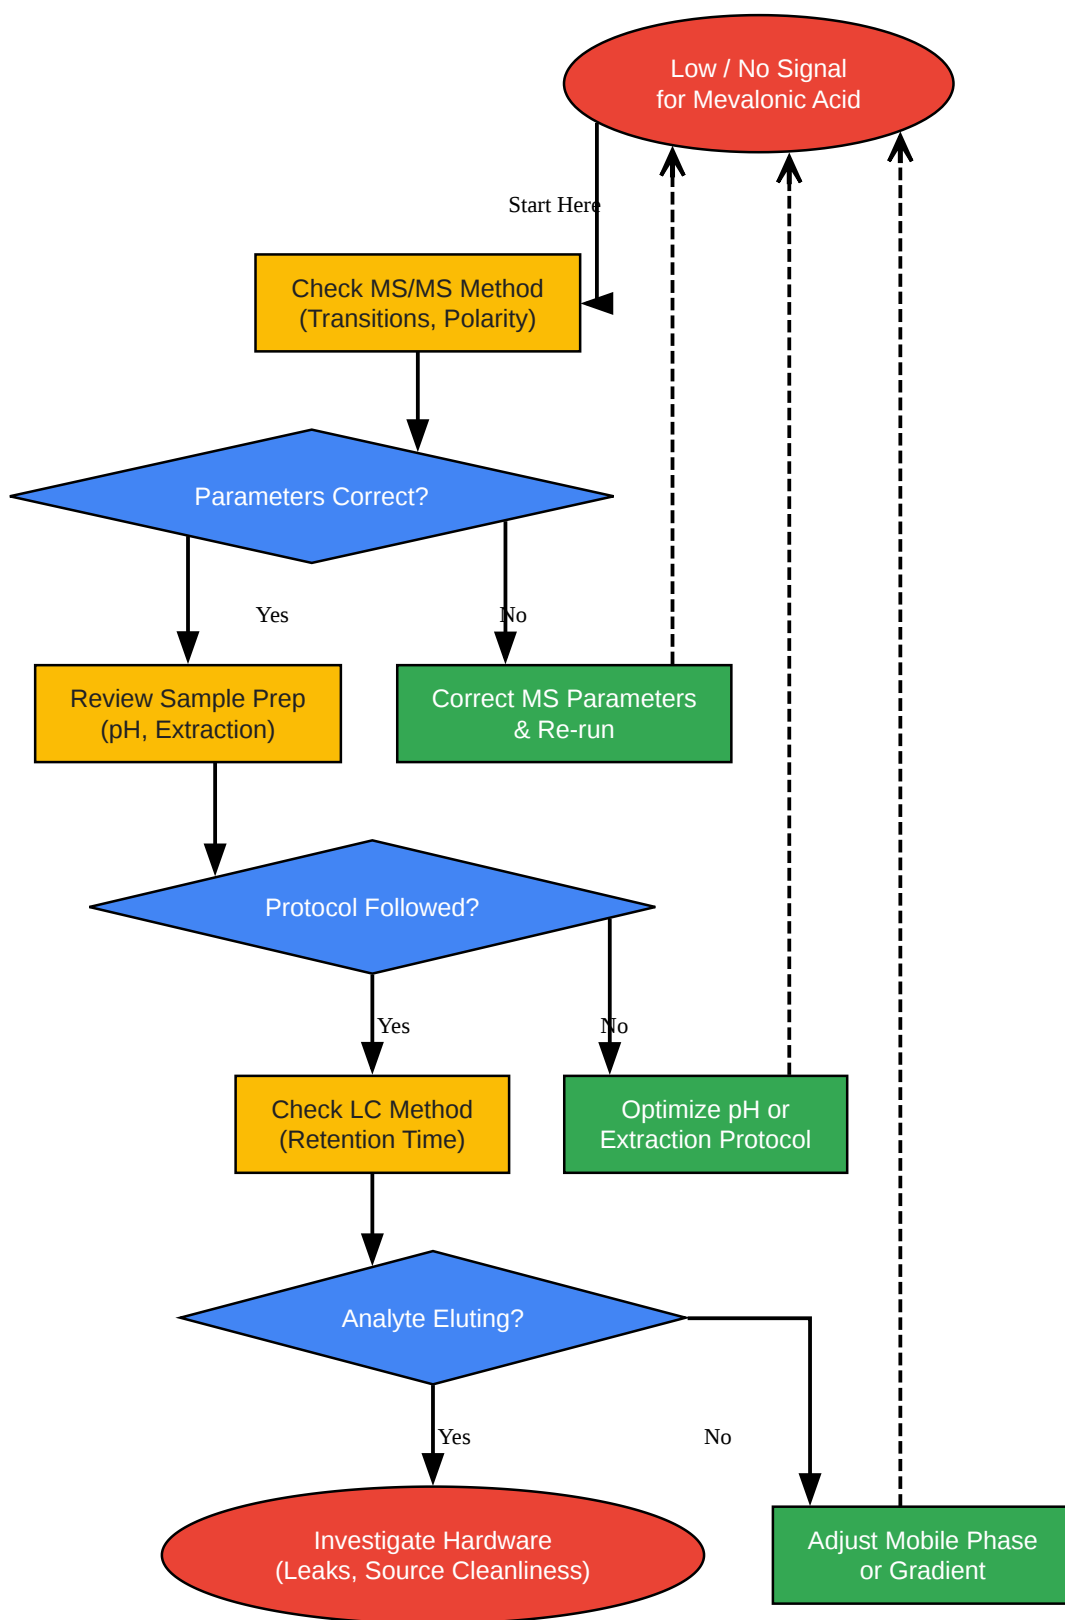 Low / No Signal
for Mevalonic Acid
Start Here
Check MS/MS Method
(Transitions, Polarity)
Parameters Correct?
Yes
No
Review Sample Prep
(pH, Extraction)
Correct MS Parameters
& Re-run
Protocol Followed?
Yes
No
Check LC Method
(Retention Time)
Optimize pH or
Extraction Protocol
Analyte Eluting?
Yes
No
Investigate Hardware
(Leaks, Source Cleanliness)
Adjust Mobile Phase
or Gradient